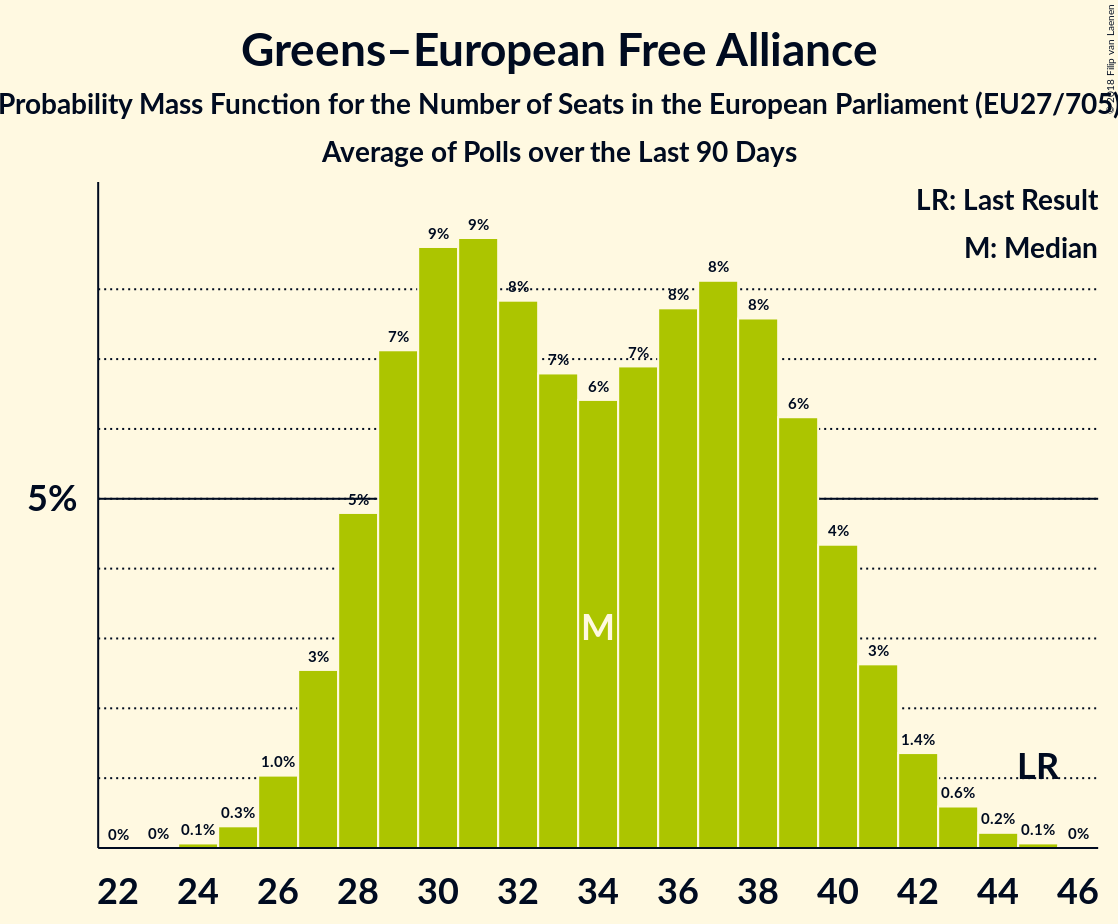 Greens–European Free Alliance
Probability Mass Function for the Number of Seats in the European Parliament (EU27/705)
Average of Polls over the Last 90 Days
© 2018 Filip van Laenen
LR: Last Result
M: Median
5%
0%
0%
0.1%
0.3%
1.0%
3%
5%
7%
9%
9%
8%
7%
6%
7%
8%
8%
8%
6%
4%
3%
1.4%
0.6%
0.2%
0.1%
0%
M
LR
22 24 26 28 30 32 34 36 38 40 42 44 46